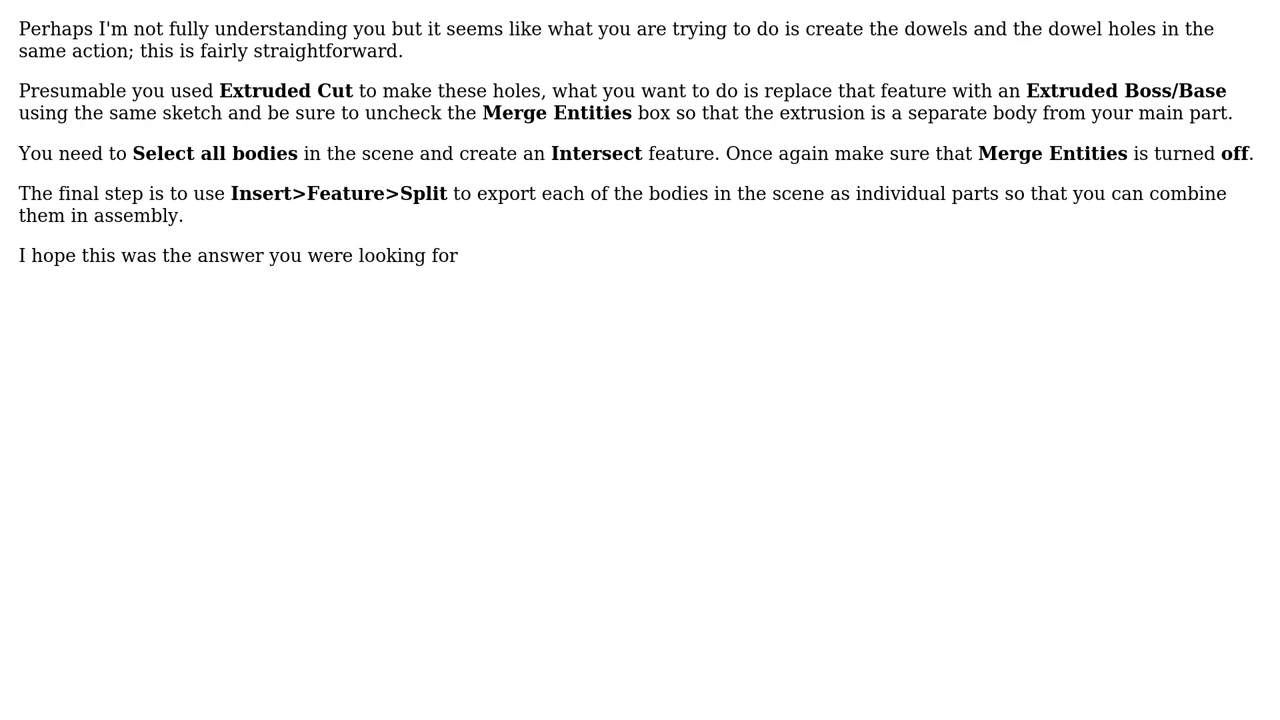 Perhaps I'm not fully understanding you but it seems like what you are trying to do is create the dowels and the dowel holes in the
same action; this is fairly straightforward.
Presumable you used Extruded Cut to make these holes, what you want to do is replace that feature with an Extruded Boss/Base
using the same sketch and be sure to uncheck the Merge Entities box so that the extrusion is a separate body from your main part.
You need to Select all bodies in the scene and create an Intersect feature. Once again make sure that Merge Entities is turned off.
The final step is to use Insert>Feature>Split to export each of the bodies in the scene as individual parts so that you can combine
them in assembly.
I hope this was the answer you were looking for